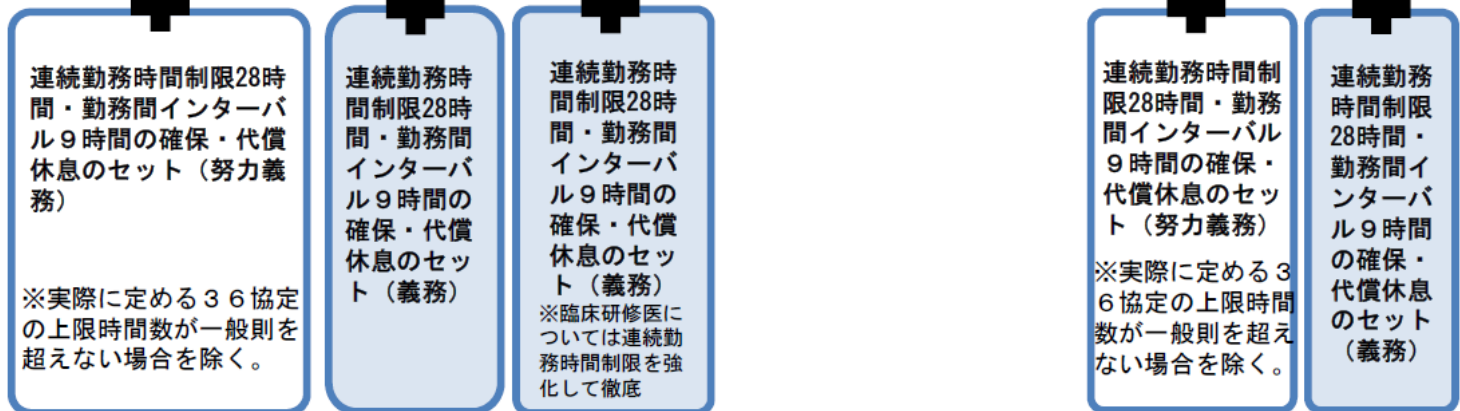 連続勤務時間制限28時
間・勤務間インターバ
ル９時間の確保・代償
休息のセット（努力義
務）
※実際に定める３６協定
の上限時間数が一般則を
超えない場合を除く。
連続勤務時
間制限28時
間・勤務間
インターバ
ル９時間の
確保・代償
休息のセッ
ト（義務）
連続勤務時
間制限28時
間・勤務間
インターバ
ル９時間の
確保・代償
休息のセッ
ト（義務）
※臨床研修医に
ついては連続勤
務時間制限を強
化して徹底
連続勤務時間制
限28時間・勤務
間インターバル
９時間の確保・
代償休息のセッ
ト（努力義務）
※実際に定める３
６協定の上限時間
数が一般則を超え
ない場合を除く。
連続勤務
時間制限
28時間・
勤務間イ
ンターバ
ル９時間
の確保・
代償休息
のセット
（義務）